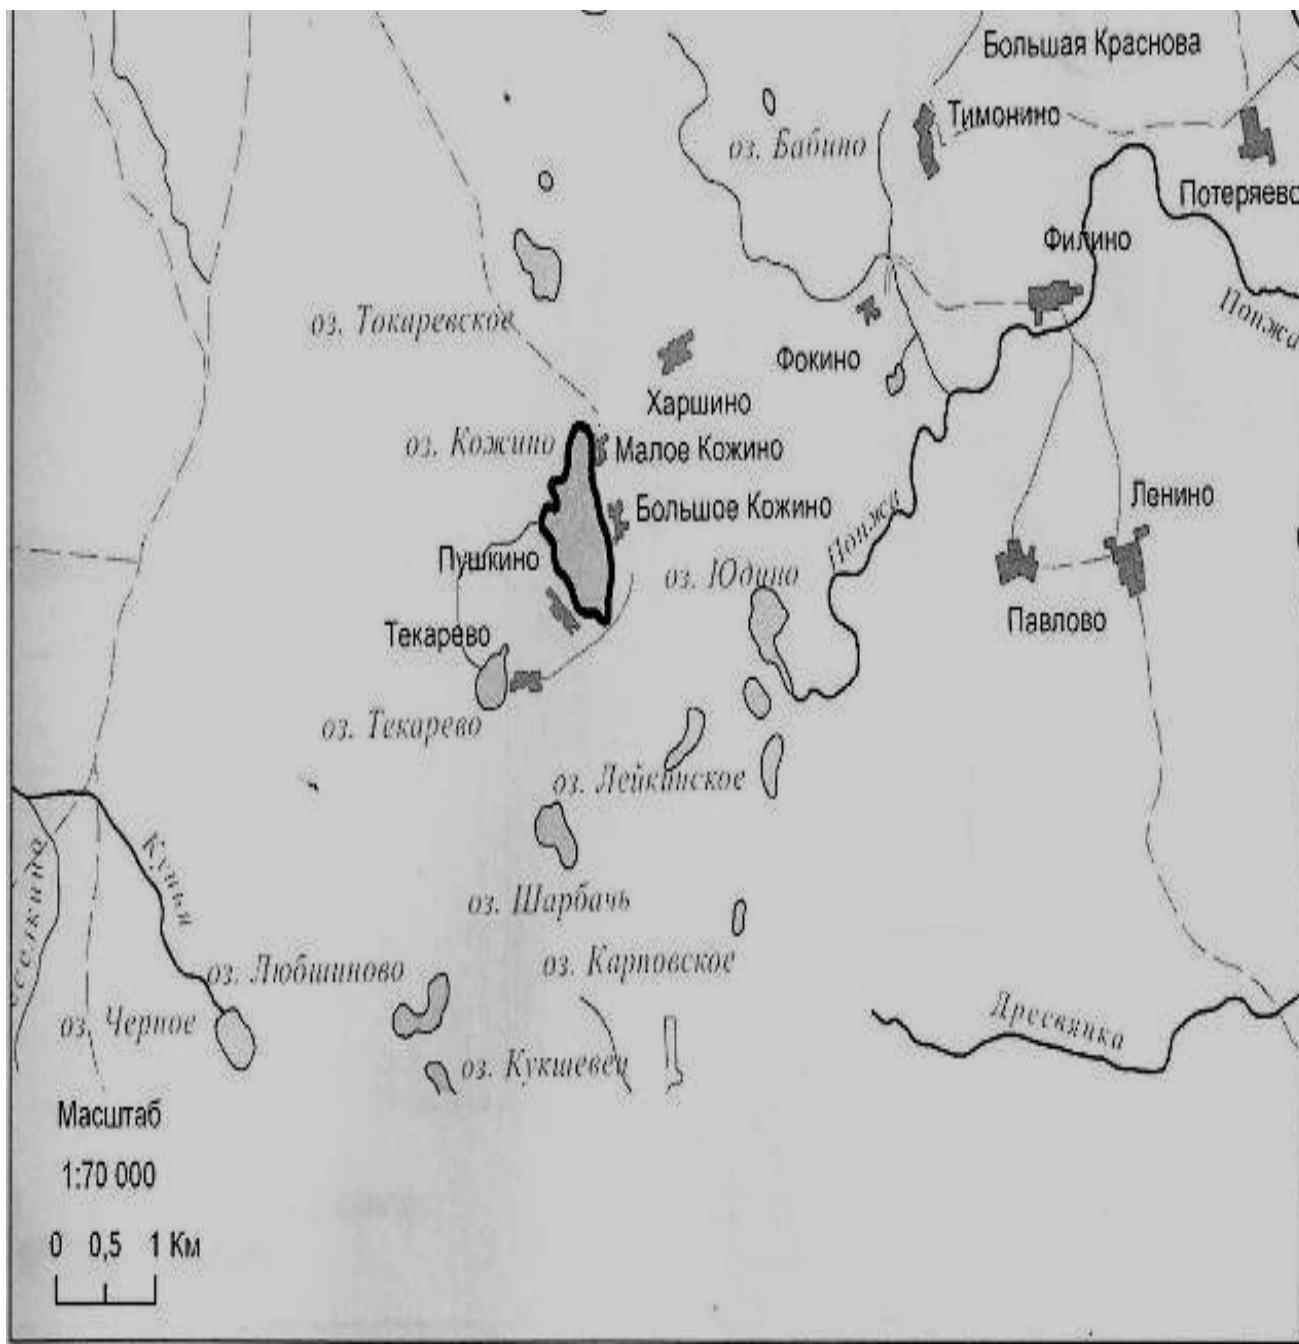 Большая Краснова
Тимонино
оз. Бабино
Потеряево
Филино
Понжа
оз. Токаревское
Фокино
Харшино
оз. Кожино
Малое Кожино
Большое Кожино
Ленино
Понжа
Пушкино
оз. Юдино
Павлово
Текарево
оз. Текарево
оз. Лейкинское
Кунья
оз. Шарбачь
оз. Карповское
оз. Любшиново
оз. Черное
Дресвянка
оз. Кукшевец
Масштаб
1:70 000
0 0,5 1 Км